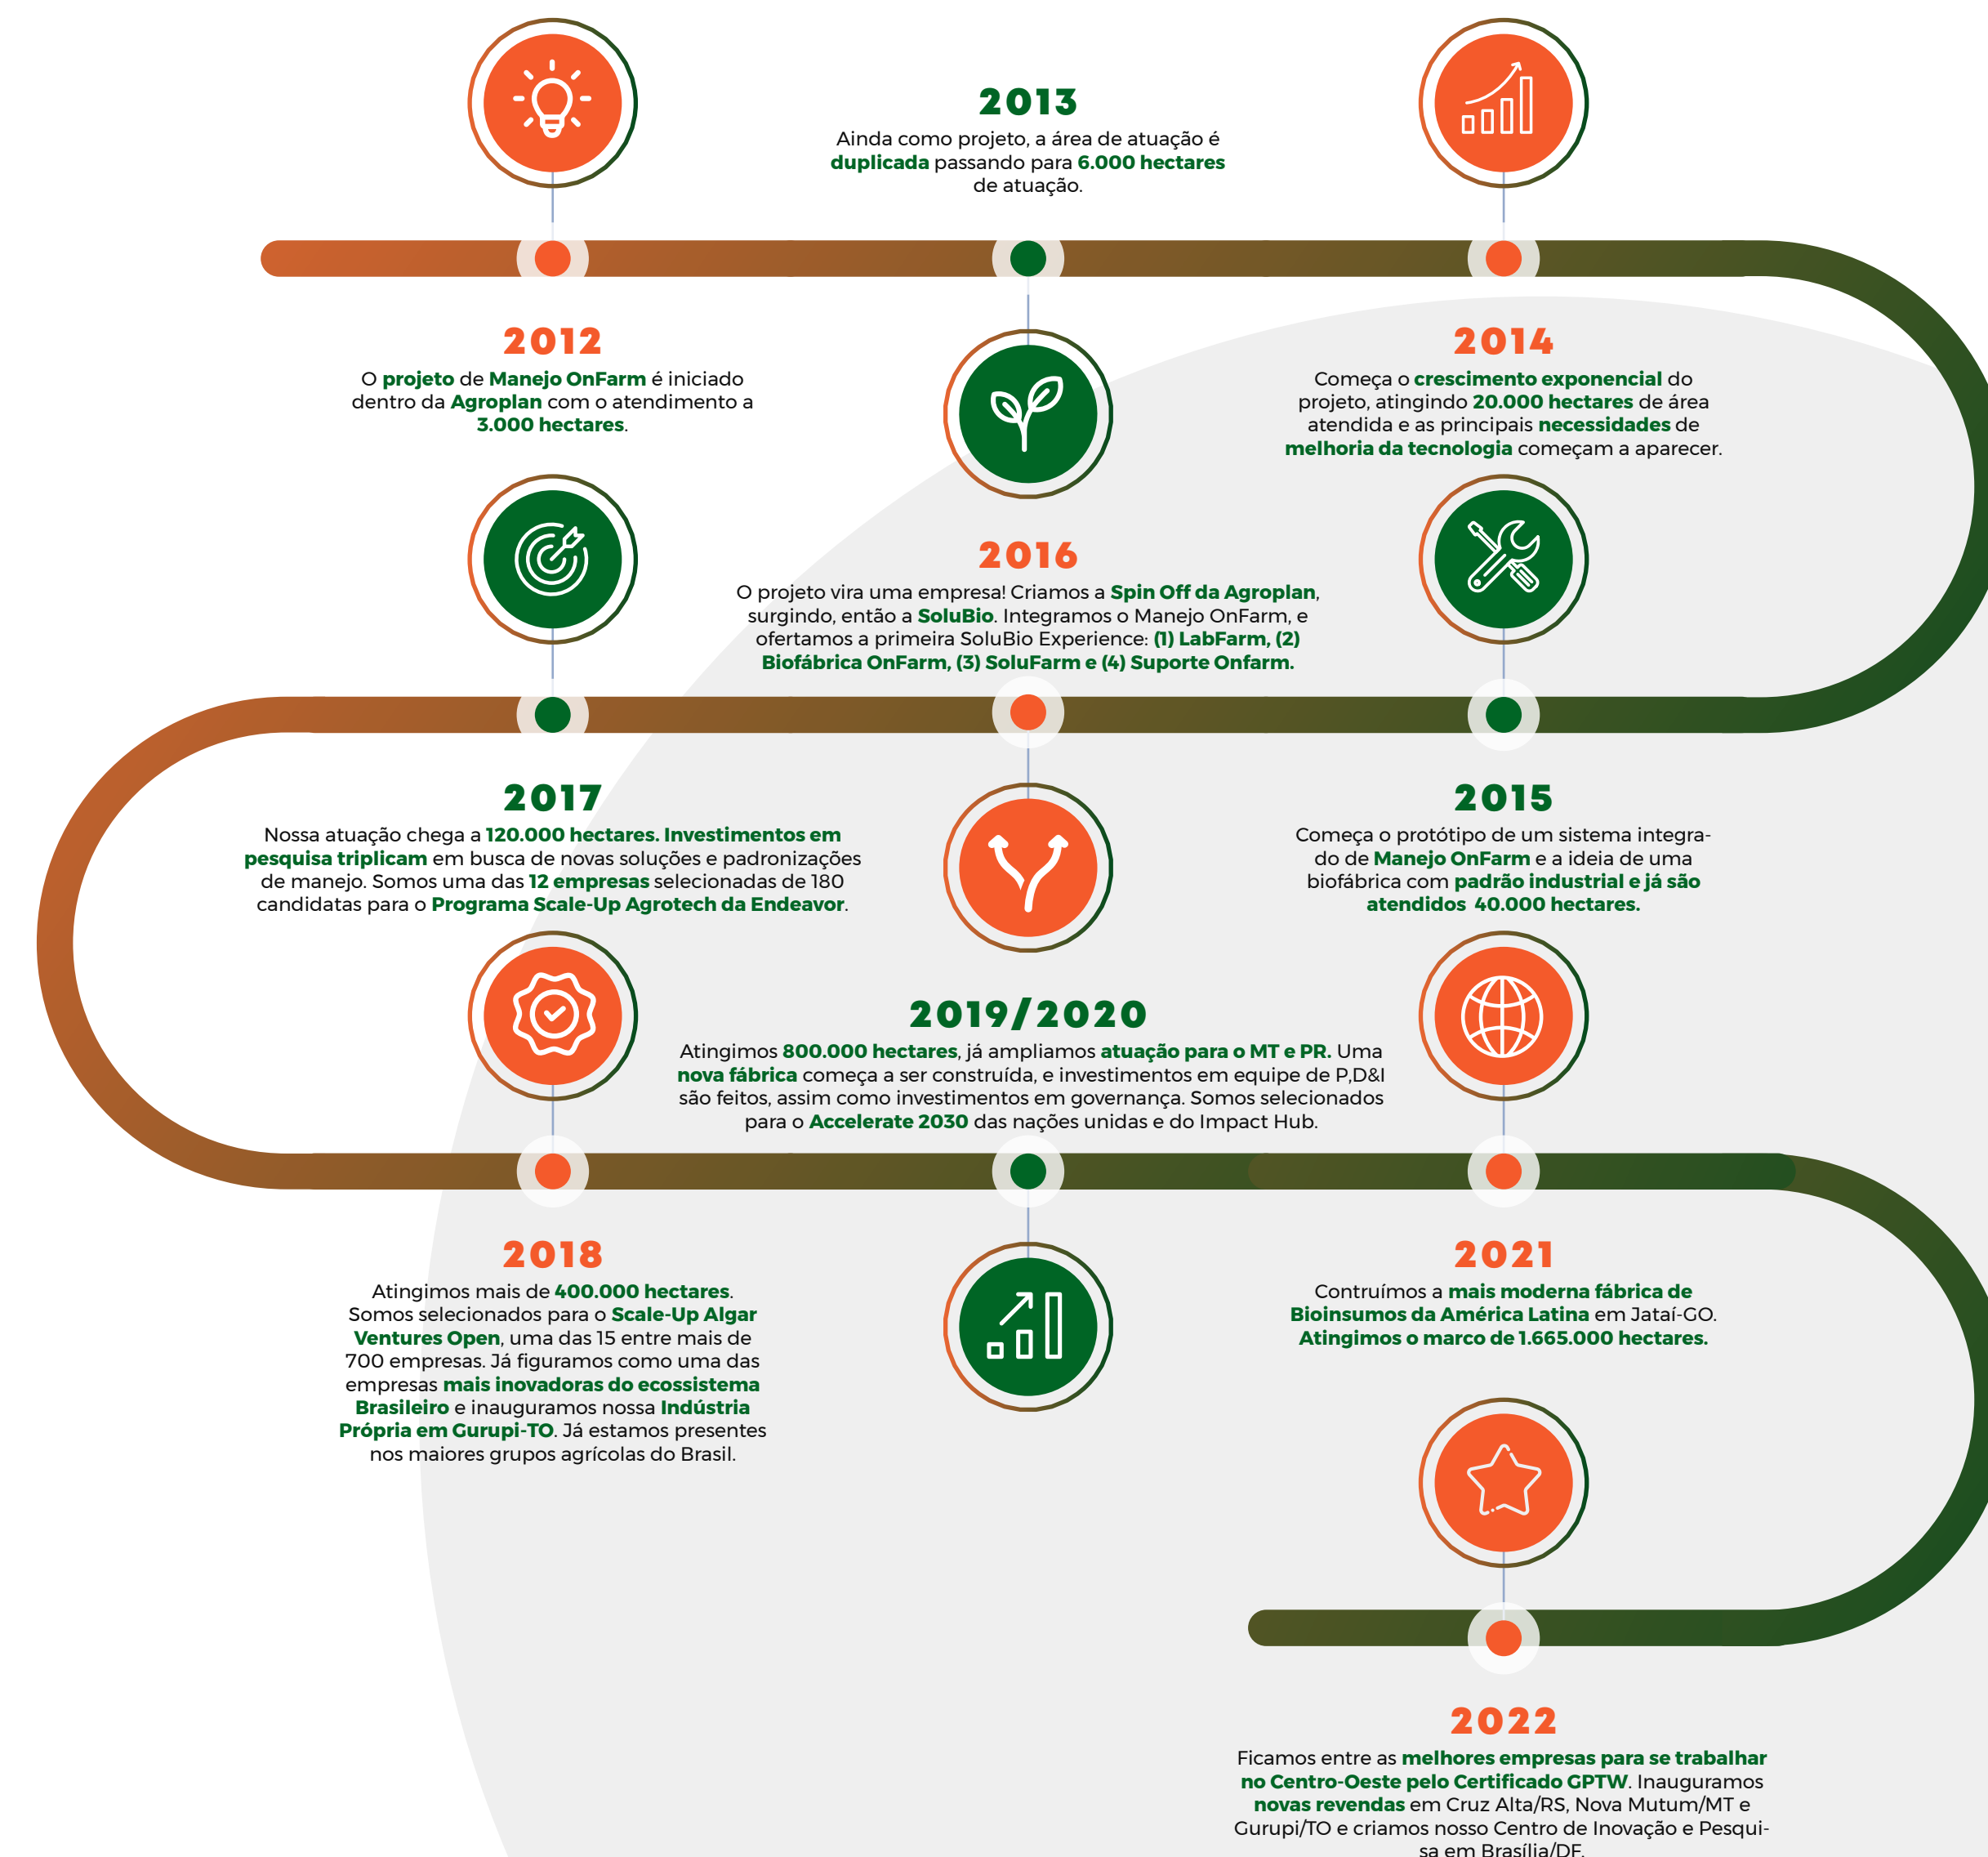 2012
O projeto de Manejo OnFarm é iniciado
dentro da Agroplan com o atendimento a
3.000 hectares.
2013
Ainda como projeto, a área de atuação é
duplicada passando para 6.000 hectares
de atuação.
2014
Começa o crescimento exponencial do
projeto, atingindo 20.000 hectares de área
atendida e as principais necessidades de
melhoria da tecnologia começam a aparecer.
2015
Começa o protótipo de um sistema integra-
do de Manejo OnFarm e a ideia de uma
biofábrica com padrão industrial e já são
atendidos 40.000 hectares.
2016
O projeto vira uma empresa! Criamos a Spin Off da Agroplan,
surgindo, então a SoluBio. Integramos o Manejo OnFarm, e
ofertamos a primeira SoluBio Experience: (1) LabFarm, (2)
Biofábrica OnFarm, (3) SoluFarm e (4) Suporte Onfarm.
2017
Nossa atuação chega a 120.000 hectares. Investimentos em
pesquisa triplicam em busca de novas soluções e padronizações
de manejo. Somos uma das 12 empresas selecionadas de 180
candidatas para o Programa Scale-Up Agrotech da Endeavor.
2018
Atingimos mais de 400.000 hectares.
Somos selecionados para o Scale-Up Algar
Ventures Open, uma das 15 entre mais de
700 empresas. Já figuramos como uma das
empresas mais inovadoras do ecossistema
Brasileiro e inauguramos nossa Indústria
Própria em Gurupi-TO. Já estamos presentes
nos maiores grupos agrícolas do Brasil.
2019/2020
Atingimos 800.000 hectares, já ampliamos atuação para o MT e PR. Uma
nova fábrica começa a ser construída, e investimentos em equipe de P,D&I
são feitos, assim como investimentos em governança. Somos selecionados
para o Accelerate 2030 das nações unidas e do Impact Hub.
2021
Contruímos a mais moderna fábrica de
Bioinsumos da América Latina em Jataí-GO.
Atingimos o marco de 1.665.000 hectares.
2022
Ficamos entre as melhores empresas para se trabalhar
no Centro-Oeste pelo Certificado GPTW. Inauguramos
novas revendas em Cruz Alta/RS, Nova Mutum/MT e
Gurupi/TO e criamos nosso Centro de Inovação e Pesqui-
sa em Brasília/DF.